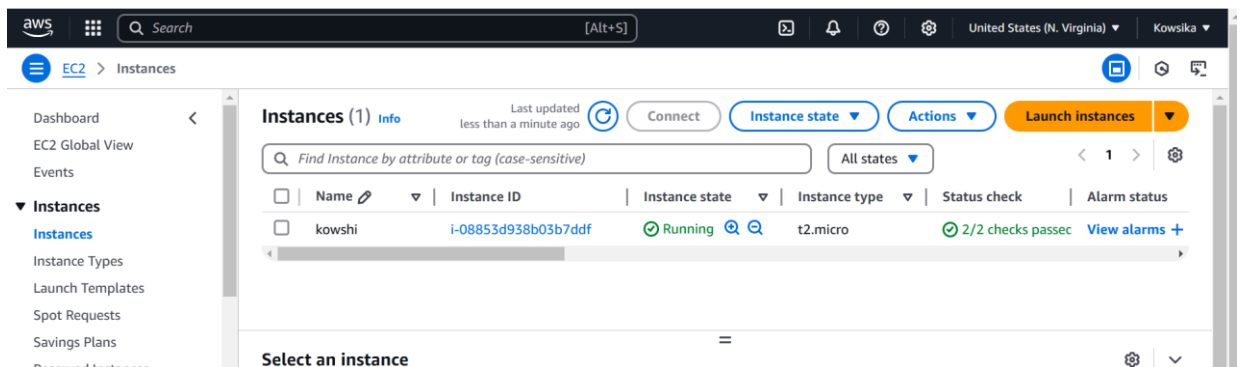 aws Search [Alt+S] United States (N. Virginia) Kowsika
EC2 > Instances
Dashboard
EC2 Global View
Events
Instances
Instances
Instance Types
Launch Templates
Spot Requests
Savings Plans
Instances (1) Info Last updated less than a minute ago Connect Instance state Actions Launch instances
Find Instance by attribute or tag (case-sensitive) All states < 1 >
Name Instance ID Instance state Instance type Status check Alarm status
kowshi i-08853d938b03b7ddf Running t2.micro 2/2 checks passec View alarms +
Select an instance